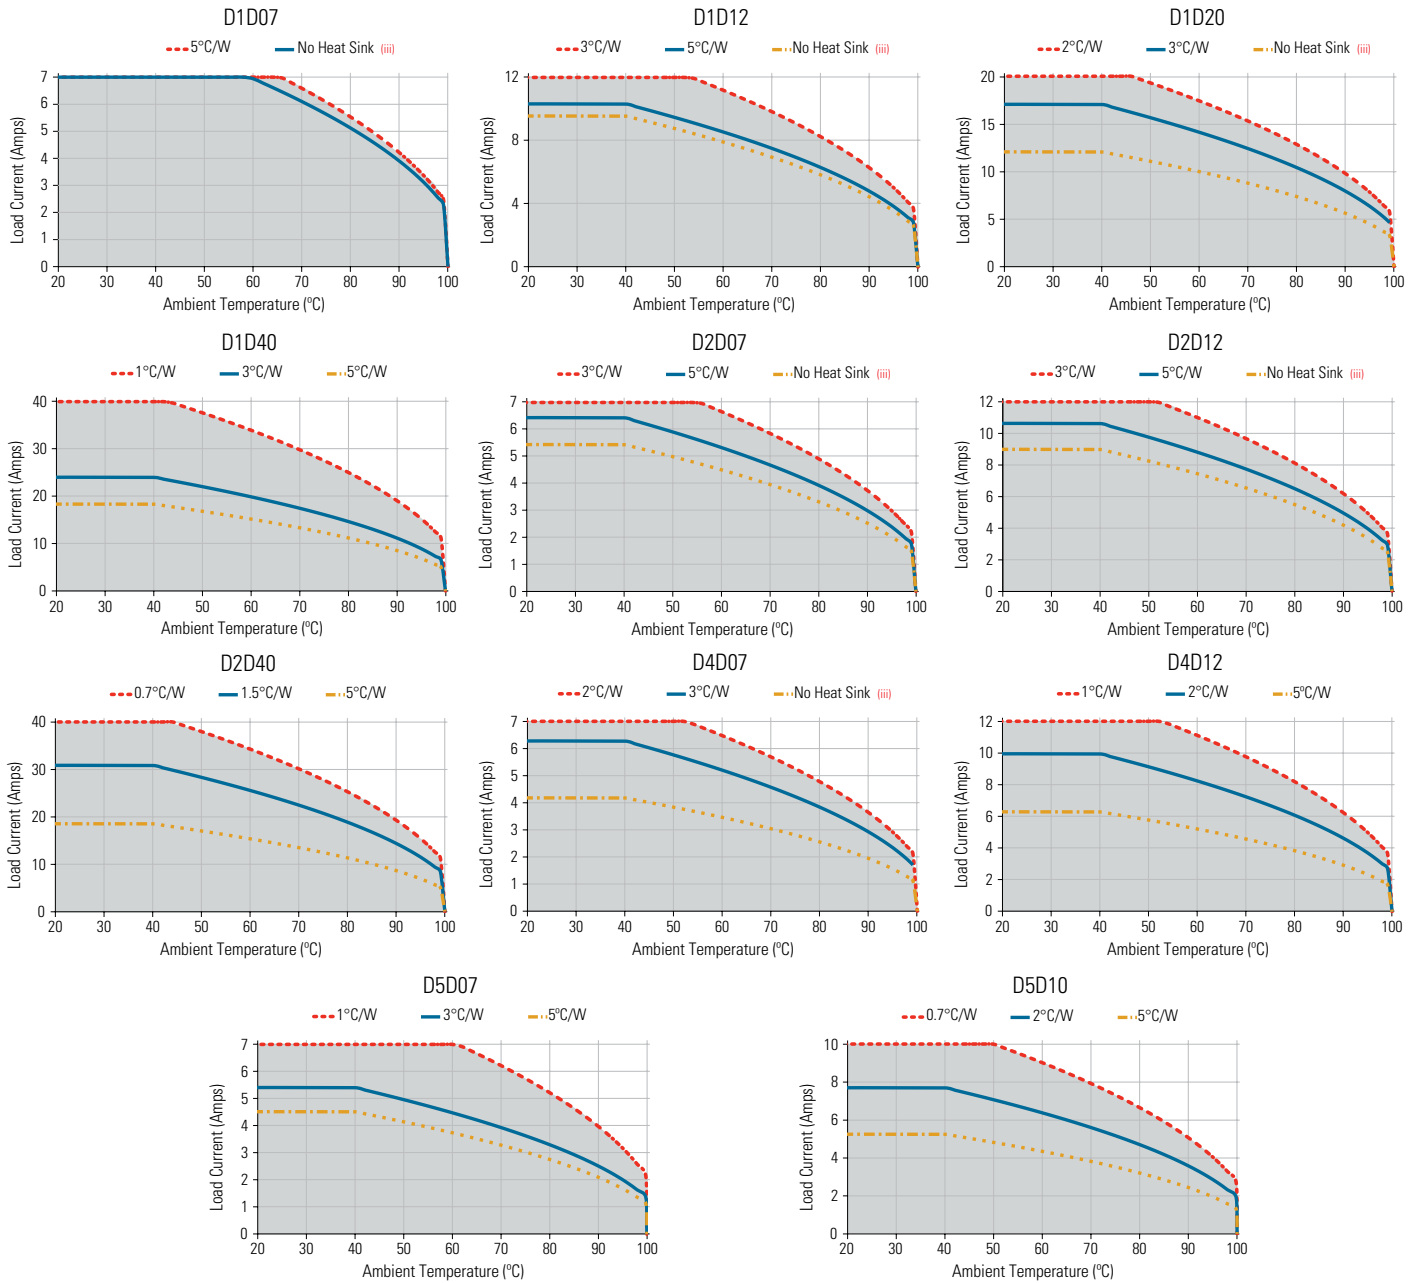 D1D07
5°C/W No Heat Sink (iii)
Load Current (Amps)
7
6
5
4
3
2
1
0
20 30 40 50 60 70 80 90 100
Ambient Temperature (ºC)
D1D12
3°C/W 5°C/W No Heat Sink (iii)
Load Current (Amps)
12
8
4
0
20 30 40 50 60 70 80 90 100
Ambient Temperature (ºC)
D1D20
2°C/W 3°C/W No Heat Sink (iii)
Load Current (Amps)
20
15
10
5
0
20 30 40 50 60 70 80 90 100
Ambient Temperature (ºC)
D1D40
1°C/W 3°C/W 5°C/W
Load Current (Amps)
40
30
20
10
0
20 30 40 50 60 70 80 90 100
Ambient Temperature (ºC)
D2D07
3°C/W 5°C/W No Heat Sink (iii)
Load Current (Amps)
7
6
5
4
3
2
1
0
20 30 40 50 60 70 80 90 100
Ambient Temperature (ºC)
D2D12
3°C/W 5°C/W No Heat Sink (iii)
Load Current (Amps)
12
10
8
6
4
2
0
20 30 40 50 60 70 80 90 100
Ambient Temperature (ºC)
D2D40
0.7°C/W 1.5°C/W 5°C/W
Load Current (Amps)
40
30
20
10
0
20 30 40 50 60 70 80 90 100
Ambient Temperature (ºC)
D4D07
2°C/W 3°C/W No Heat Sink (iii)
Load Current (Amps)
7
6
5
4
3
2
1
0
20 30 40 50 60 70 80 90 100
Ambient Temperature (ºC)
D4D12
1°C/W 2°C/W 5ºC/W
Load Current (Amps)
12
10
8
6
4
2
0
20 30 40 50 60 70 80 90 100
Ambient Temperature (ºC)
D5D07
1°C/W 3°C/W 5ºC/W
Load Current (Amps)
7
6
5
4
3
2
1
0
20 30 40 50 60 70 80 90 100
Ambient Temperature (ºC)
D5D10
0.7°C/W 2°C/W 5°C/W
Load Current (Amps)
10
8
6
4
2
0
20 30 40 50 60 70 80 90 100
Ambient Temperature (ºC)